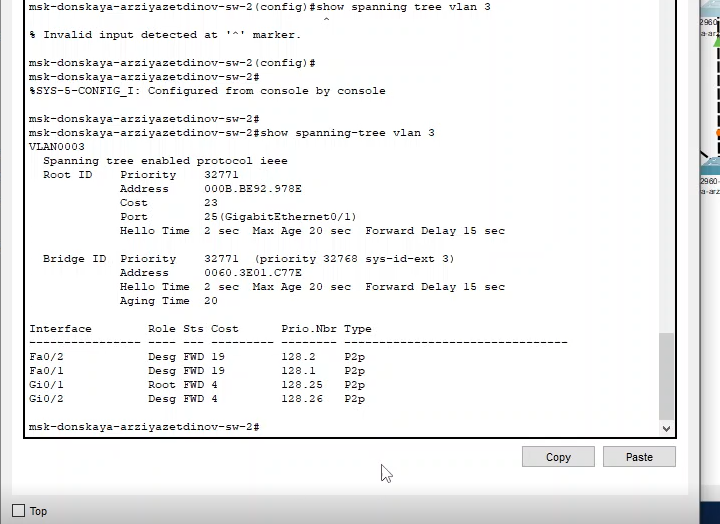 msk-donskaya-arziyazetdinov-sw-2(config)#show spanning tree vlan 3
^
% Invalid input detected at '^' marker.
msk-donskaya-arziyazetdinov-sw-2(config)#
msk-donskaya-arziyazetdinov-sw-2#
%SYS-5-CONFIG_I: Configured from console by console
msk-donskaya-arziyazetdinov-sw-2#
msk-donskaya-arziyazetdinov-sw-2#show spanning-tree vlan 3
VLAN0003
Spanning tree enabled protocol ieee
Root ID Priority 32771
Address 000B.BE92.978E
Cost 23
Port 25(GigabitEthernet0/1)
Hello Time 2 sec Max Age 20 sec Forward Delay 15 sec
Bridge ID Priority 32771 (priority 32768 sys-id-ext 3)
Address 0060.3E01.C77E
Hello Time 2 sec Max Age 20 sec Forward Delay 15 sec
Aging Time 20
Interface Role Sts Cost Prio.Nbr Type
---------------- ---- --- --------- -------- --------------------------------
Fa0/2 Desg FWD 19 128.2 P2p
Fa0/1 Desg FWD 19 128.1 P2p
Gi0/1 Root FWD 4 128.25 P2p
Gi0/2 Desg FWD 4 128.26 P2p
msk-donskaya-arziyazetdinov-sw-2#
Copy Paste
Top
2960
a-ar
2960-
a-arz